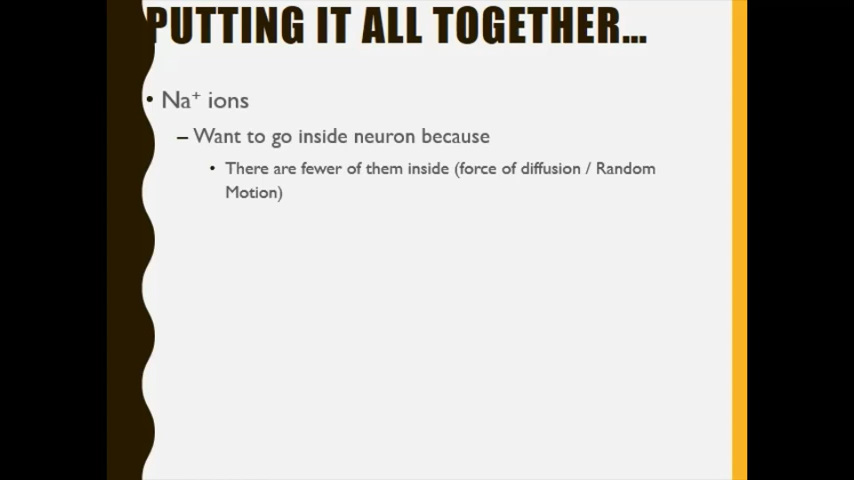 PUTTING IT ALL TOGETHER...
• Na⁺ ions
– Want to go inside neuron because
• There are fewer of them inside (force of diffusion / Random
Motion)